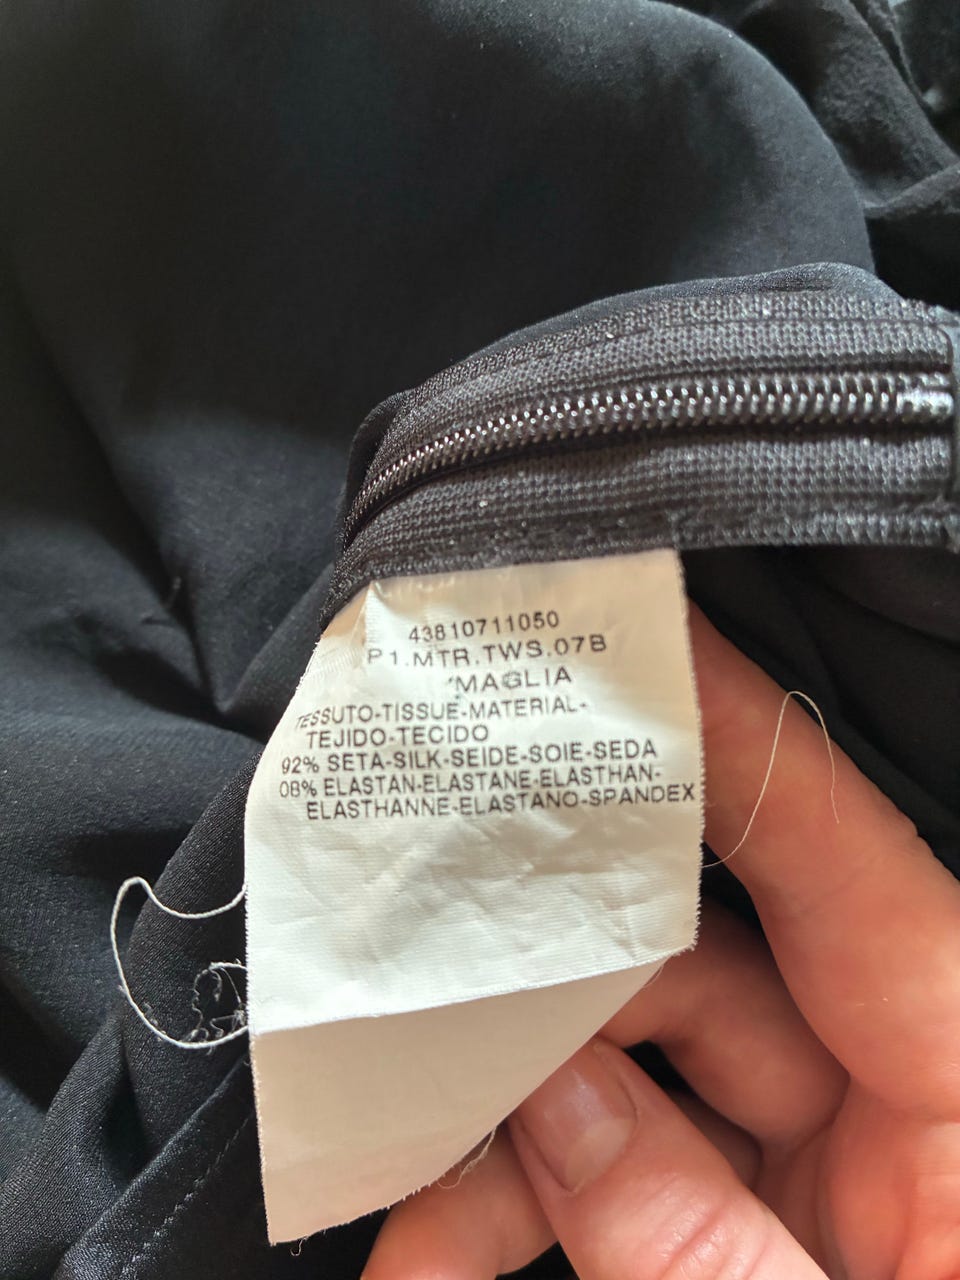 43810711050
P1.MTR.TWS.07B
MAGLIA
TESSUTO-TISSUE-MATERIAL-
TEJIDO-TECIDO
92% SETA-SILK-SEIDE-SOIE-SEDA
08% ELASTAN-ELASTANE-ELASTHAN-
ELASTHANNE-ELASTANO-SPANDEX